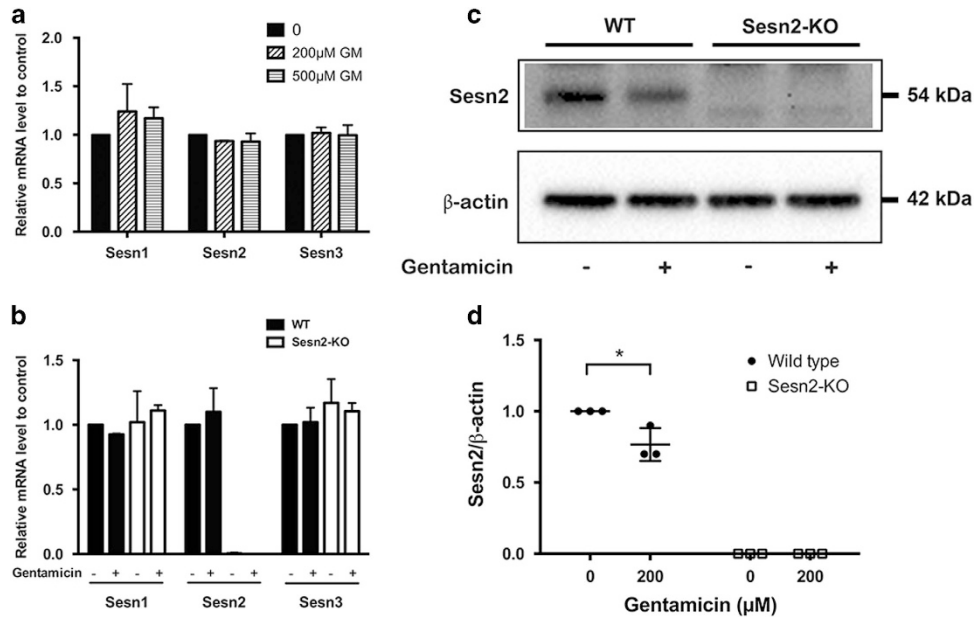 a
Relative mRNA level to control
2.0
1.5
1.0
0.5
0.0
0
200µM GM
500µM GM
Sesn1 Sesn2 Sesn3
b
Relative mRNA level to control
1.5
1.0
0.5
0.0
WT
Sesn2-KO
Gentamicin - + - + - + - + - + - +
Sesn1 Sesn2 Sesn3
c
WT Sesn2-KO
Sesn2 54 kDa
β-actin 42 kDa
Gentamicin - + - +
d
Sesn2/β-actin
1.5
1.0
0.5
0.0
*
Wild type
Sesn2-KO
0 200 0 200
Gentamicin (µM)